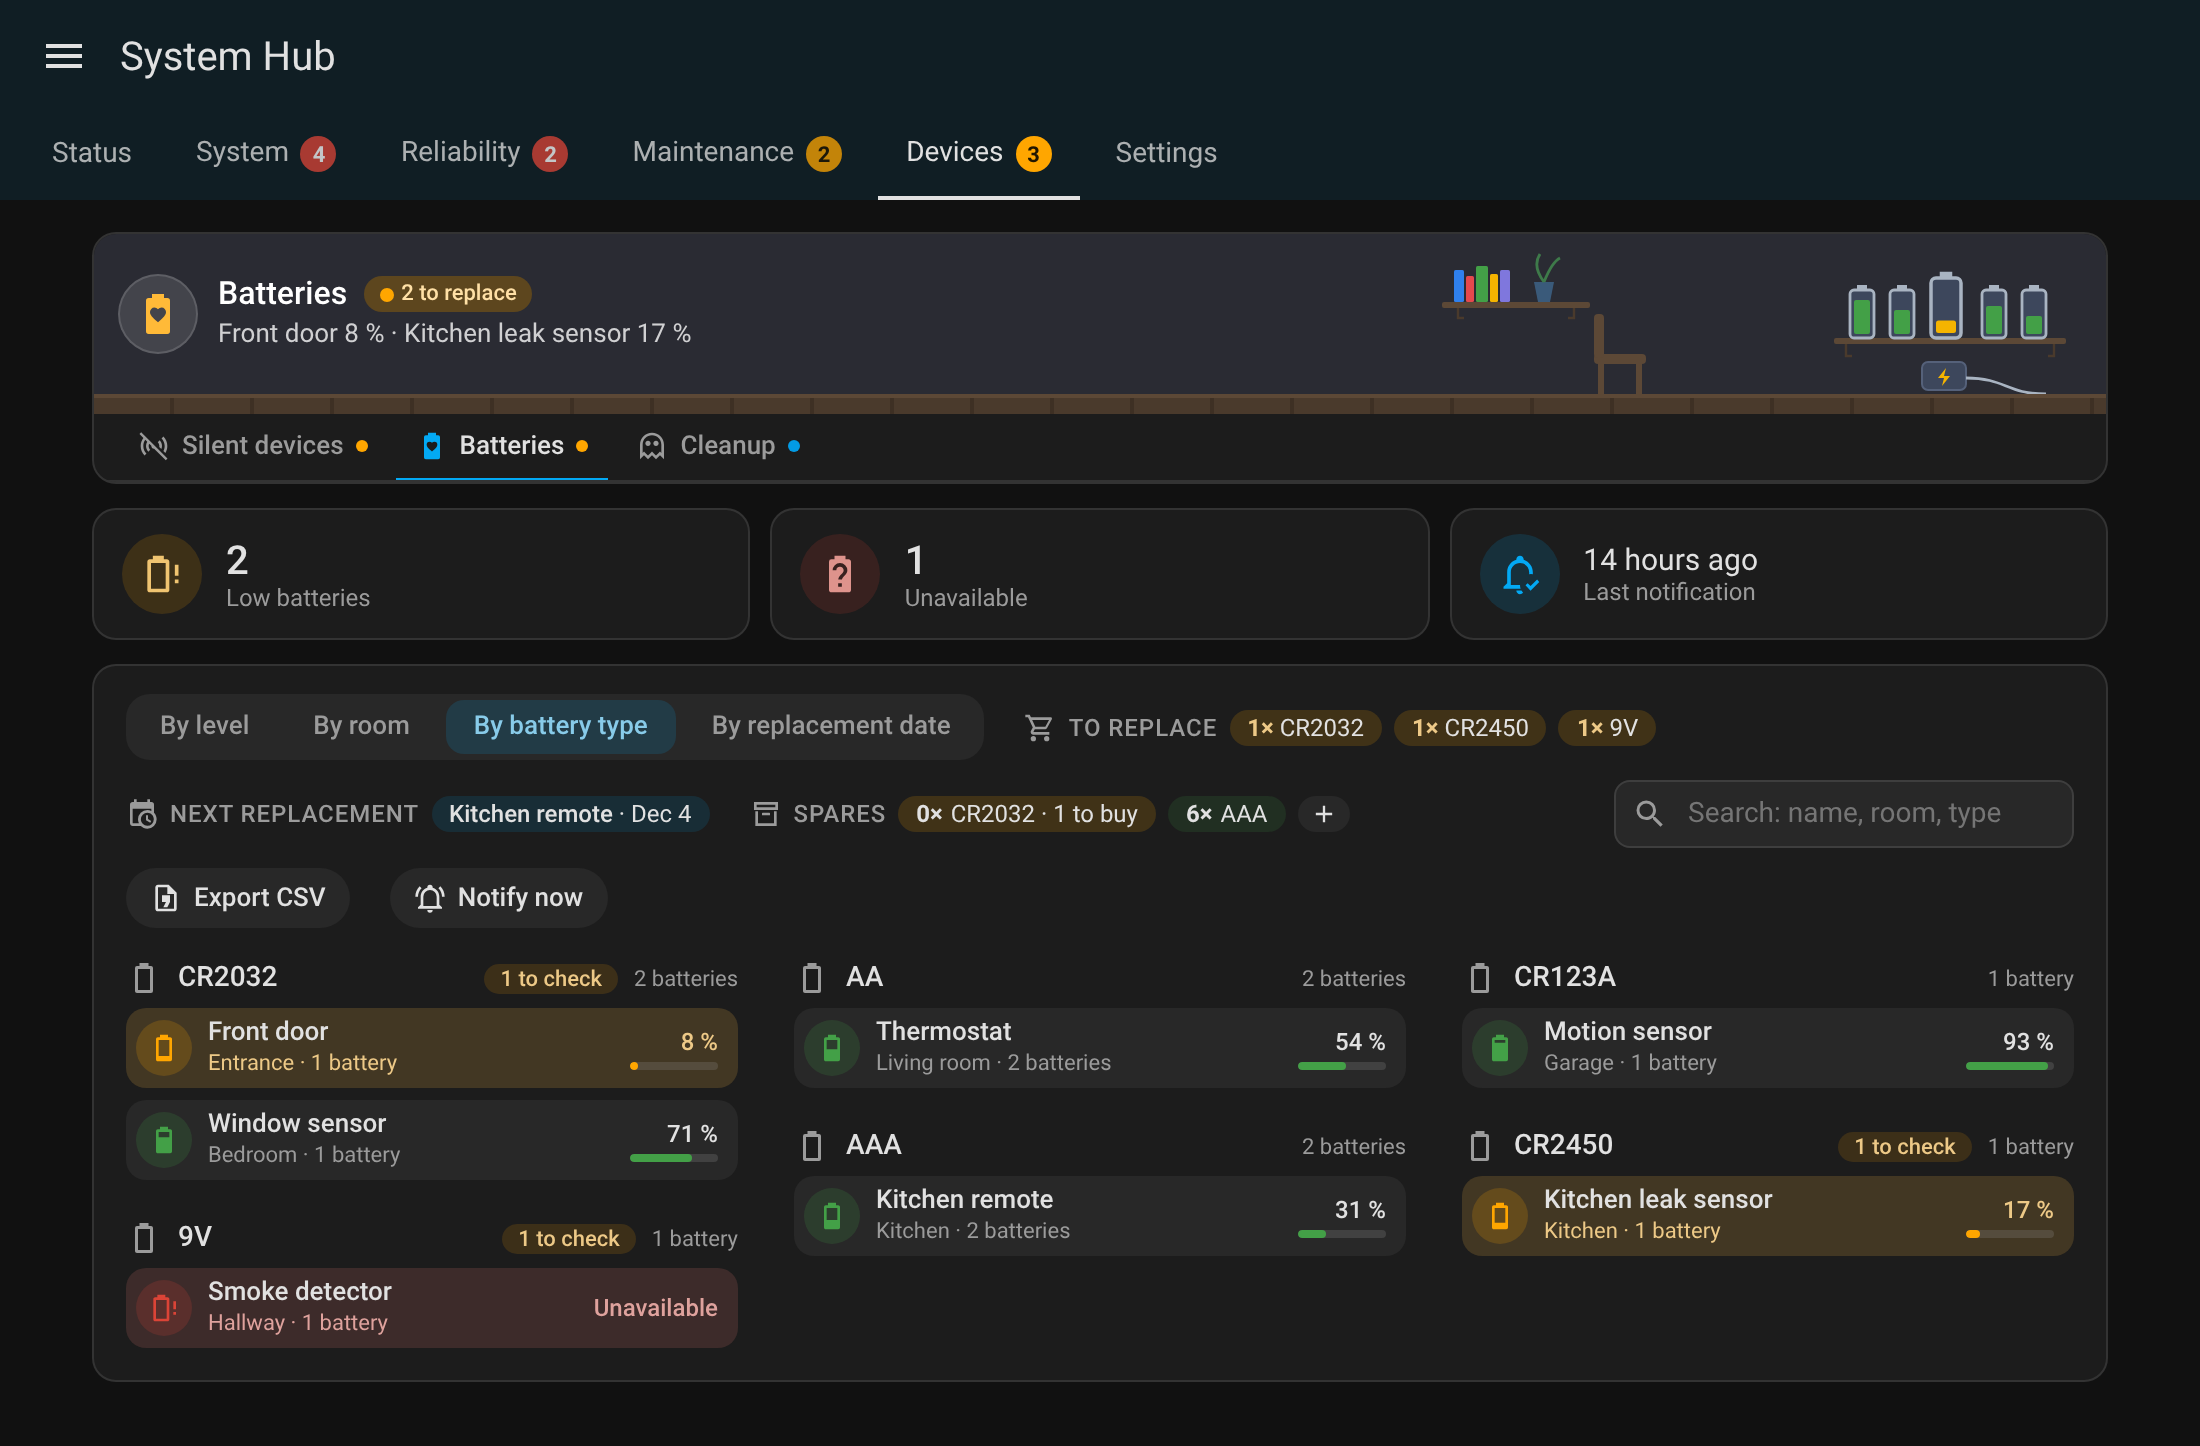 System Hub
Status
System 4
Reliability 2
Maintenance 2
Devices 3
Settings
Batteries
2 to replace
Front door 8 % · Kitchen leak sensor 17 %
Silent devices
Batteries
Cleanup
2
Low batteries
1
Unavailable
14 hours ago
Last notification
By level
By room
By battery type
By replacement date
TO REPLACE
1× CR2032
1× CR2450
1× 9V
NEXT REPLACEMENT
Kitchen remote · Dec 4
SPARES
0× CR2032 · 1 to buy
6× AAA
+
Search: name, room, type
Export CSV
Notify now
CR2032
1 to check
2 batteries
Front door
Entrance · 1 battery
8 %
Window sensor
Bedroom · 1 battery
71 %
9V
1 to check
1 battery
Smoke detector
Hallway · 1 battery
Unavailable
AA
2 batteries
Thermostat
Living room · 2 batteries
54 %
AAA
2 batteries
Kitchen remote
Kitchen · 2 batteries
31 %
CR123A
1 battery
Motion sensor
Garage · 1 battery
93 %
CR2450
1 to check
1 battery
Kitchen leak sensor
Kitchen · 1 battery
17 %